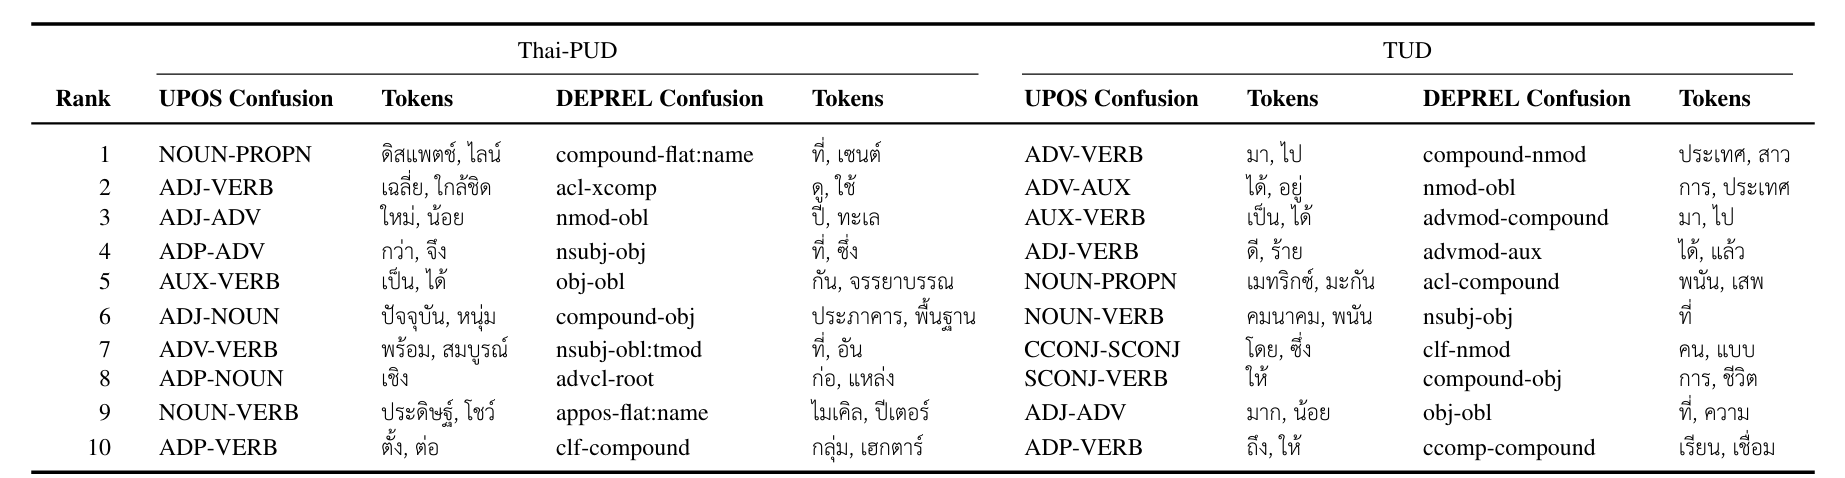 Thai-PUD TUD
Rank UPOS Confusion Tokens DEPREL Confusion Tokens UPOS Confusion Tokens DEPREL Confusion Tokens
1 NOUN-PROPN ดิสแพตช์, ไลน์ compound-flat:name ที่, เซนต์ ADV-VERB มา, ไป compound-nmod ประเทศ, สาว
2 ADJ-VERB เฉลี่ย, ใกล้ชิด acl-xcomp ดู, ใช้ ADV-AUX ได้, อยู่ nmod-obl การ, ประเทศ
3 ADJ-ADV ใหม่, น้อย nmod-obl ปี, ทะเล AUX-VERB เป็น, ได้ advmod-compound มา, ไป
4 ADP-ADV กว่า, จึง nsubj-obj ที่, ซึ่ง ADJ-VERB ดี, ร้าย advmod-aux ได้, แล้ว
5 AUX-VERB เป็น, ได้ obj-obl กัน, จรรยาบรรณ NOUN-PROPN เมทริกซ์, มะกัน acl-compound พนัน, เสพ
6 ADJ-NOUN ปัจจุบัน, หนุ่ม compound-obj ประภาคาร, พื้นฐาน NOUN-VERB คมนาคม, พนัน nsubj-obj ที่
7 ADV-VERB พร้อม, สมบูรณ์ nsubj-obl:tmod ที่, อัน CCONJ-SCONJ โดย, ซึ่ง clf-nmod คน, แบบ
8 ADP-NOUN เชิง advcl-root ก่อ, แหล่ง SCONJ-VERB ให้ compound-obj การ, ชีวิต
9 NOUN-VERB ประดิษฐ์, โชว์ appos-flat:name ไมเคิล, ปีเตอร์ ADJ-ADV มาก, น้อย obj-obl ที่, ความ
10 ADP-VERB ตั้ง, ต่อ clf-compound กลุ่ม, เฮกตาร์ ADP-VERB ถึง, ให้ ccomp-compound เรียน, เชื่อม